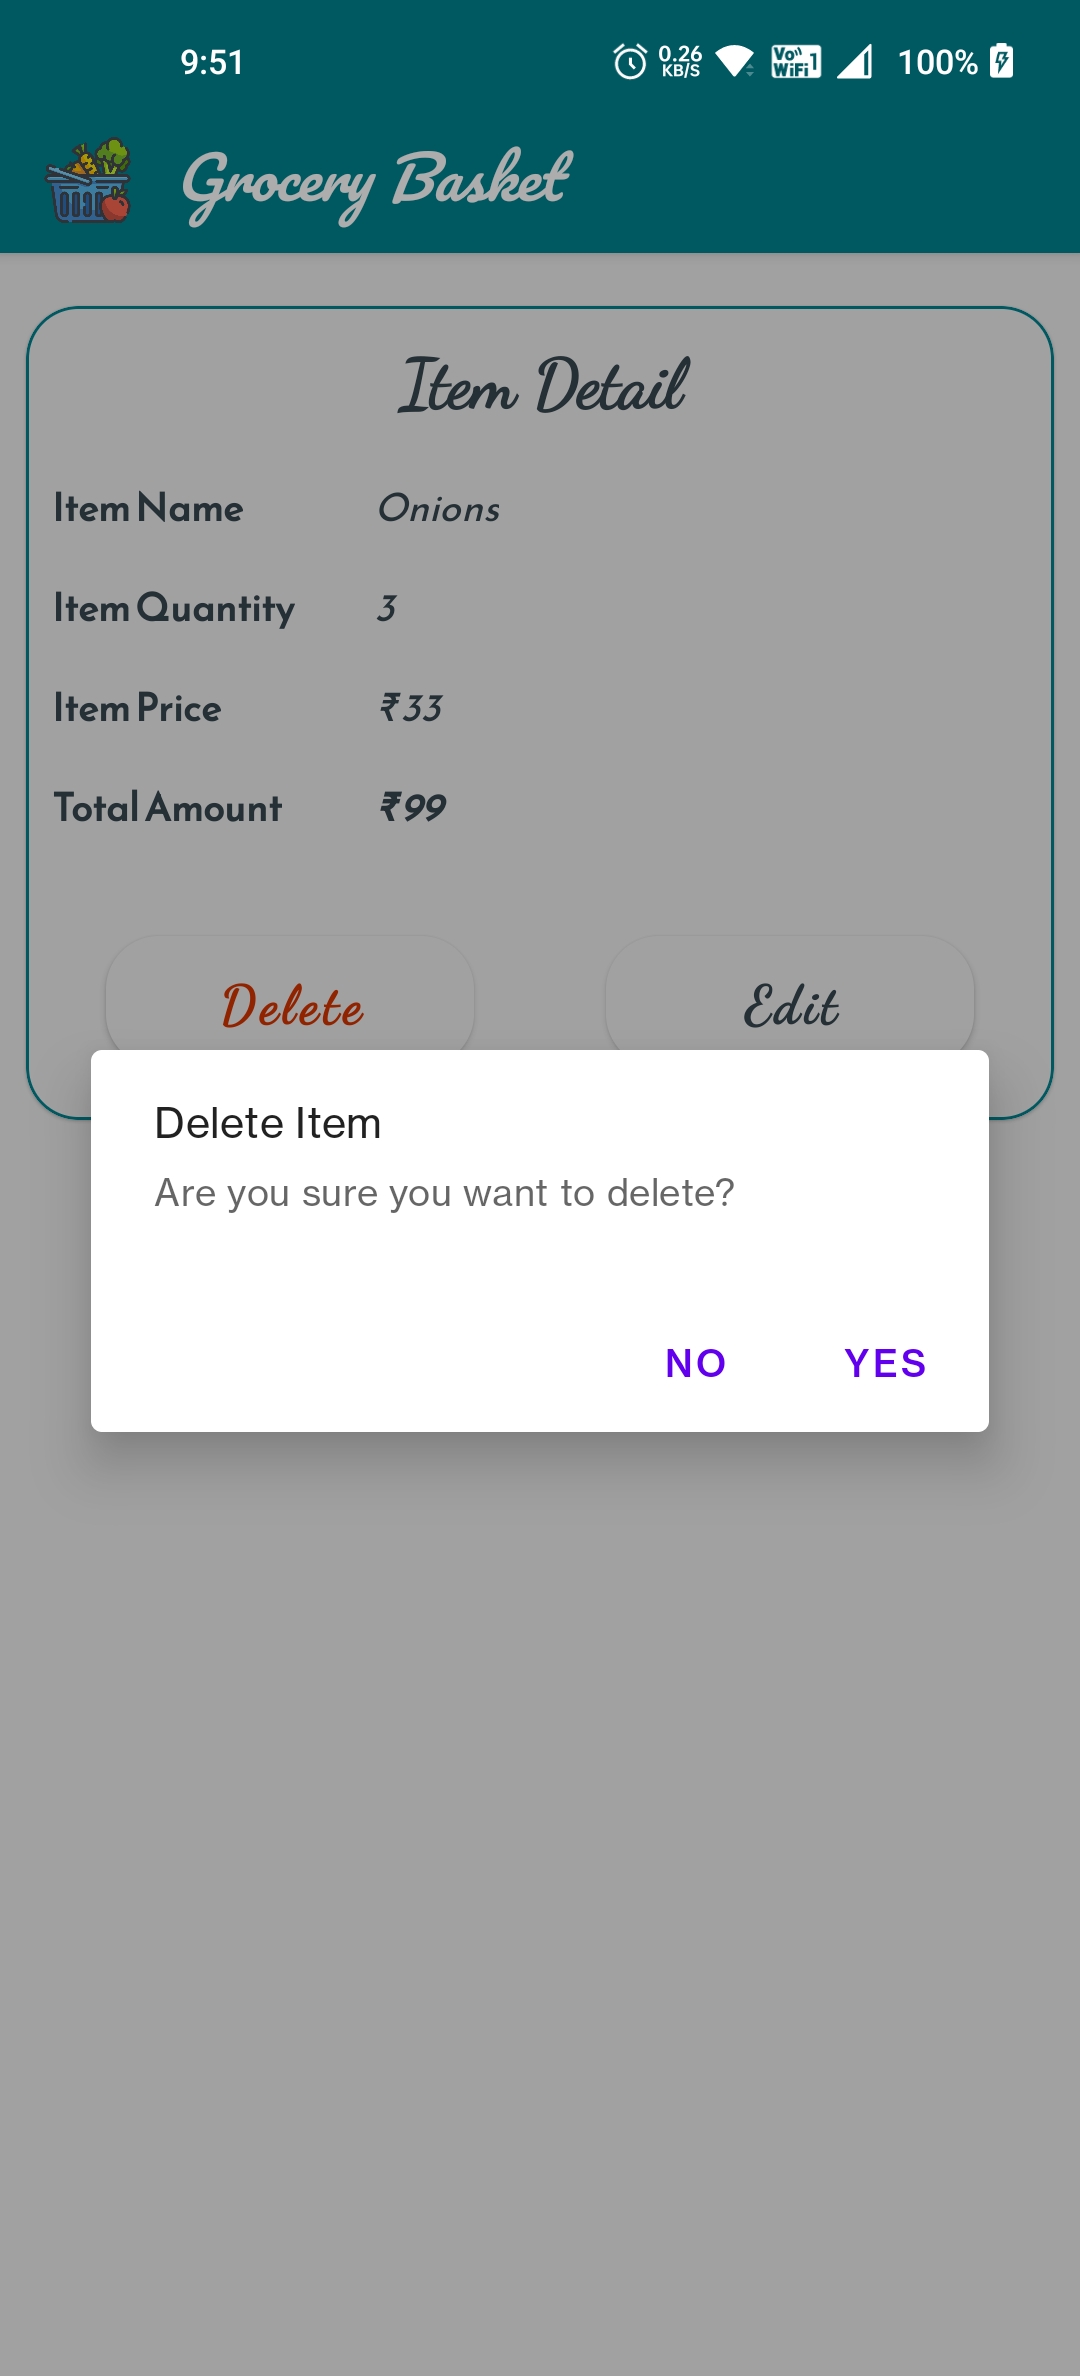 9:51 0.26 KB/S Vo)) WiFi 1 100%
Grocery Basket
Item Detail
Item Name Onions
Item Quantity 3
Item Price ₹33
Total Amount ₹99
Delete Edit
Delete Item
Are you sure you want to delete?
NO YES